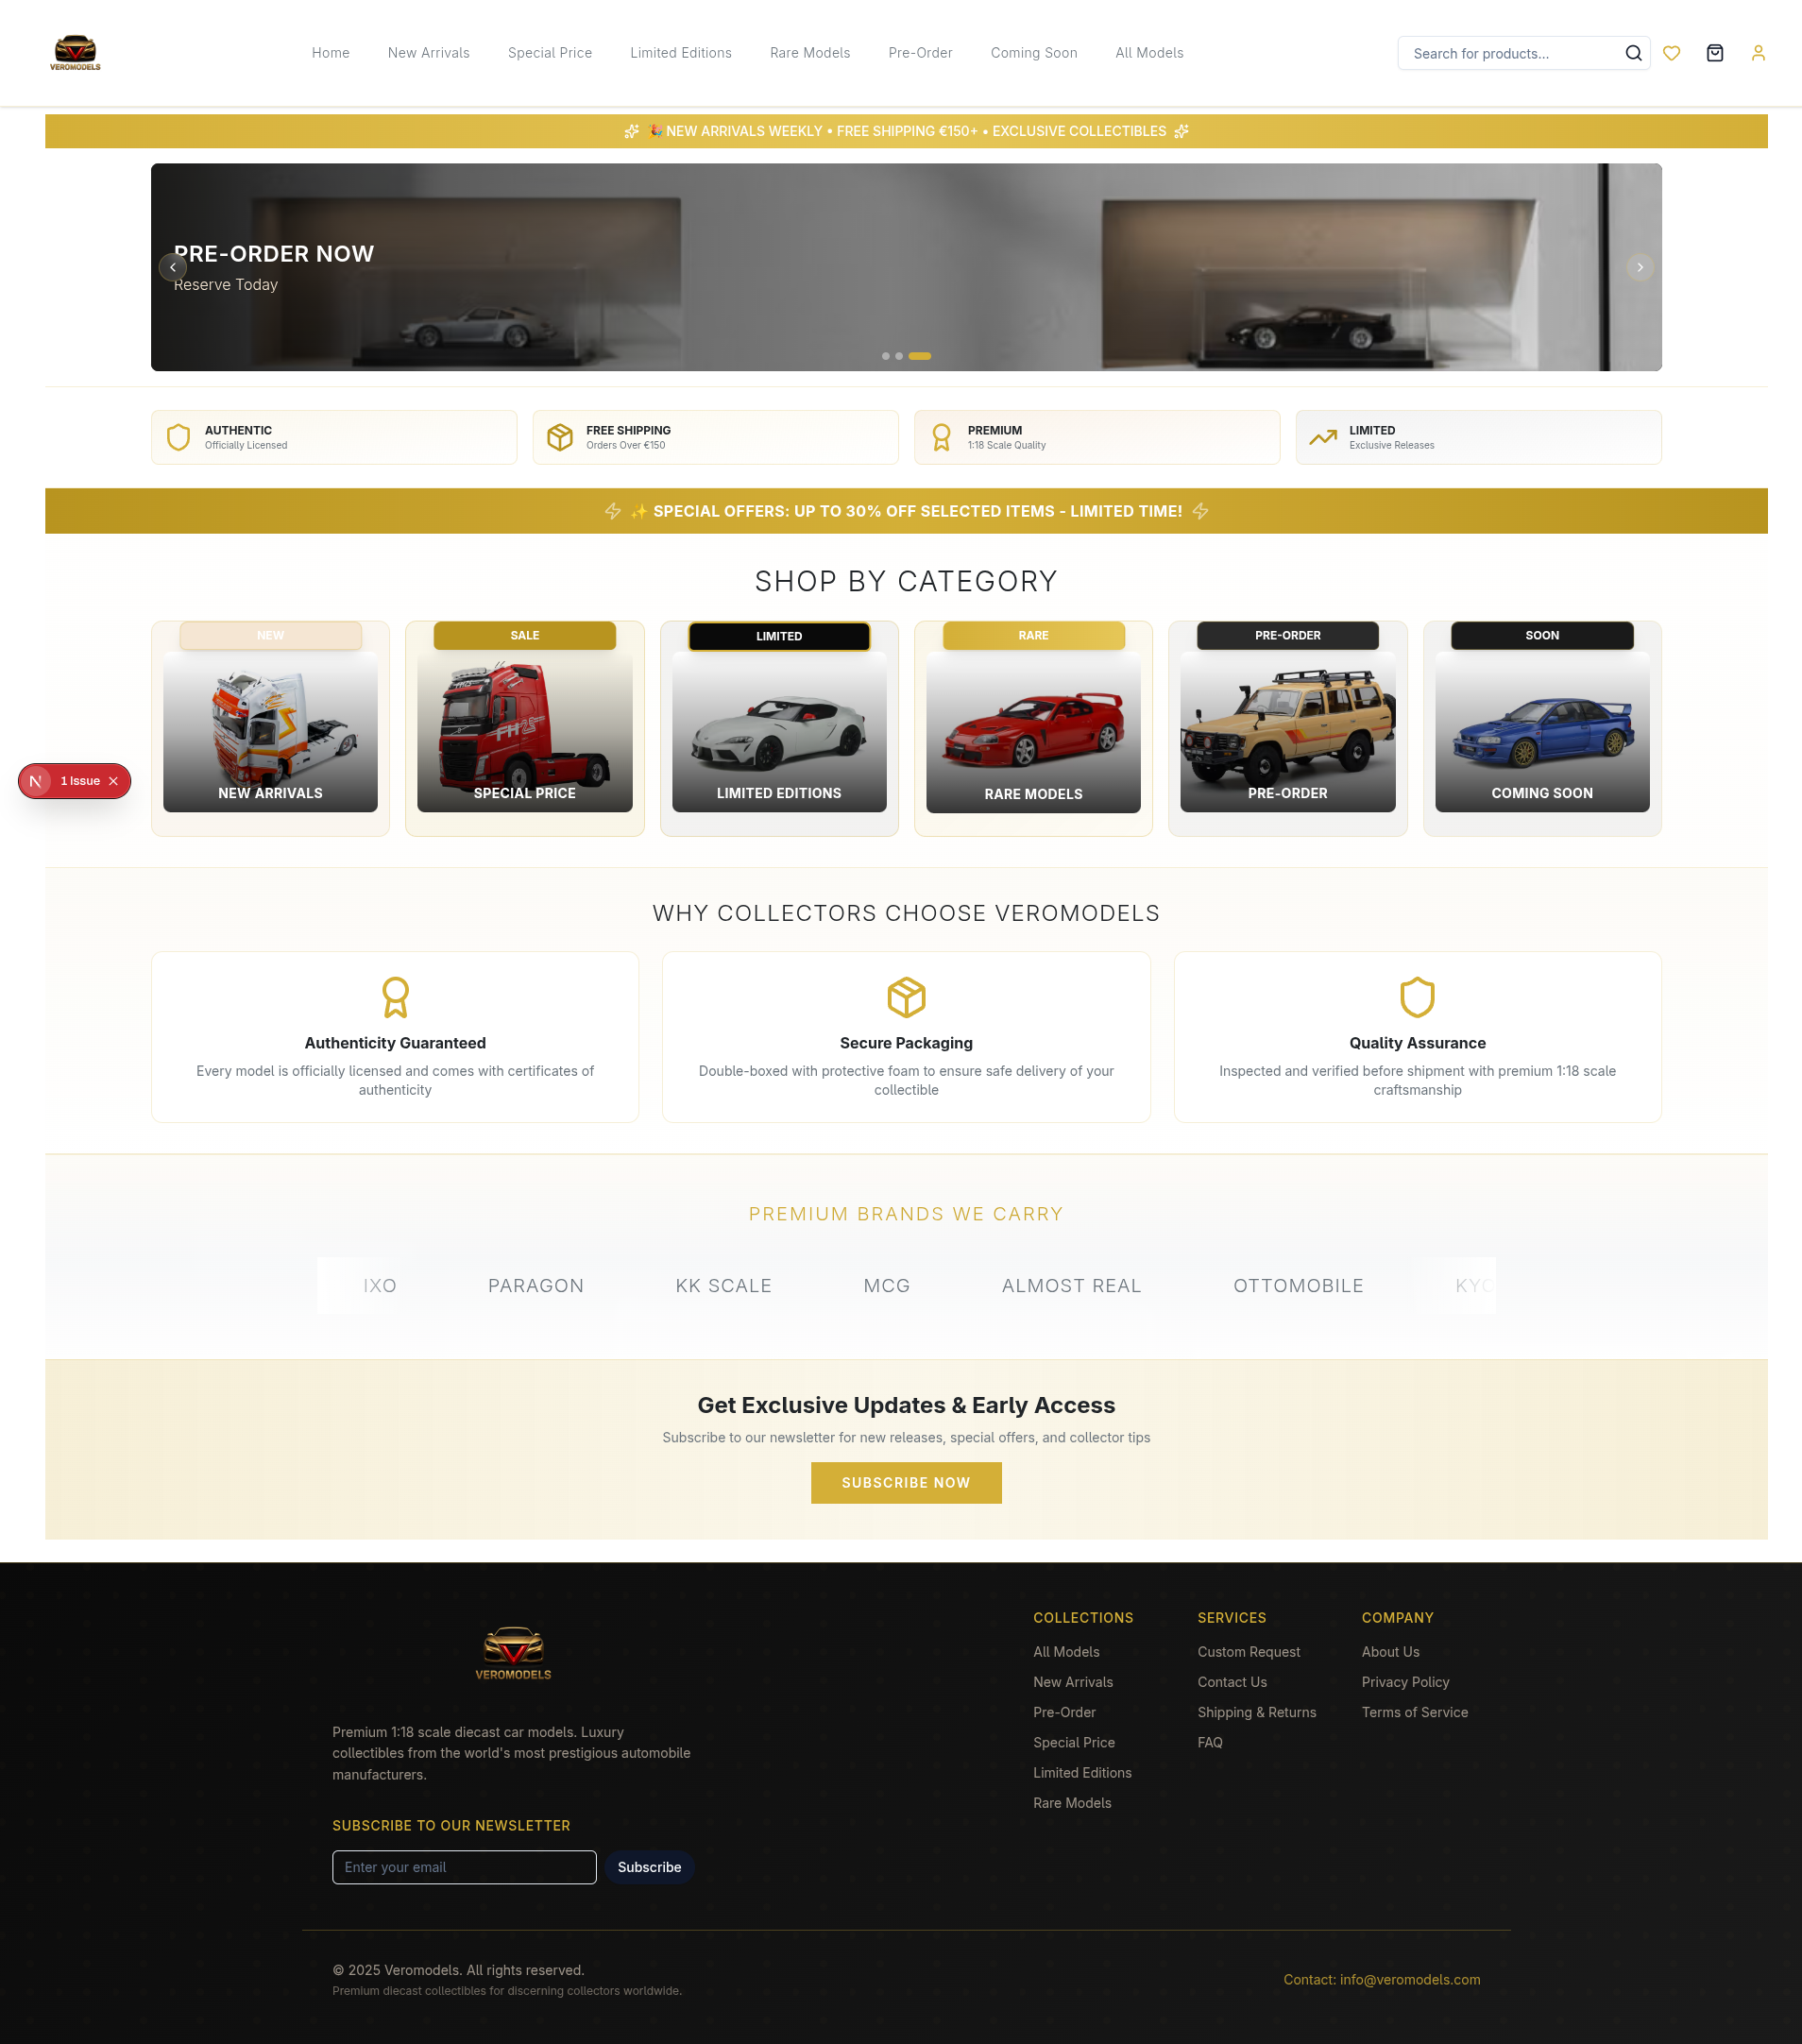 VEROMODELS
Home New Arrivals Special Price Limited Editions Rare Models Pre-Order Coming Soon All Models
Search for products...
🎉 NEW ARRIVALS WEEKLY • FREE SHIPPING €150+ • EXCLUSIVE COLLECTIBLES
PRE-ORDER NOW
Reserve Today
AUTHENTIC
Officially Licensed
FREE SHIPPING
Orders Over €150
PREMIUM
1:18 Scale Quality
LIMITED
Exclusive Releases
✨ SPECIAL OFFERS: UP TO 30% OFF SELECTED ITEMS - LIMITED TIME!
SHOP BY CATEGORY
NEW
NEW ARRIVALS
SALE
FH25
SPECIAL PRICE
LIMITED
LIMITED EDITIONS
RARE
RARE MODELS
PRE-ORDER
PRE-ORDER
SOON
COMING SOON
N 1 Issue
WHY COLLECTORS CHOOSE VEROMODELS
Authenticity Guaranteed
Every model is officially licensed and comes with certificates of
authenticity
Secure Packaging
Double-boxed with protective foam to ensure safe delivery of your
collectible
Quality Assurance
Inspected and verified before shipment with premium 1:18 scale
craftsmanship
PREMIUM BRANDS WE CARRY
IXO PARAGON KK SCALE MCG ALMOST REAL OTTOMOBILE KYO
Get Exclusive Updates & Early Access
Subscribe to our newsletter for new releases, special offers, and collector tips
SUBSCRIBE NOW
VEROMODELS
Premium 1:18 scale diecast car models. Luxury
collectibles from the world's most prestigious automobile
manufacturers.
SUBSCRIBE TO OUR NEWSLETTER
Enter your email
Subscribe
COLLECTIONS
All Models
New Arrivals
Pre-Order
Special Price
Limited Editions
Rare Models
SERVICES
Custom Request
Contact Us
Shipping & Returns
FAQ
COMPANY
About Us
Privacy Policy
Terms of Service
© 2025 Veromodels. All rights reserved.
Premium diecast collectibles for discerning collectors worldwide.
Contact: info@veromodels.com